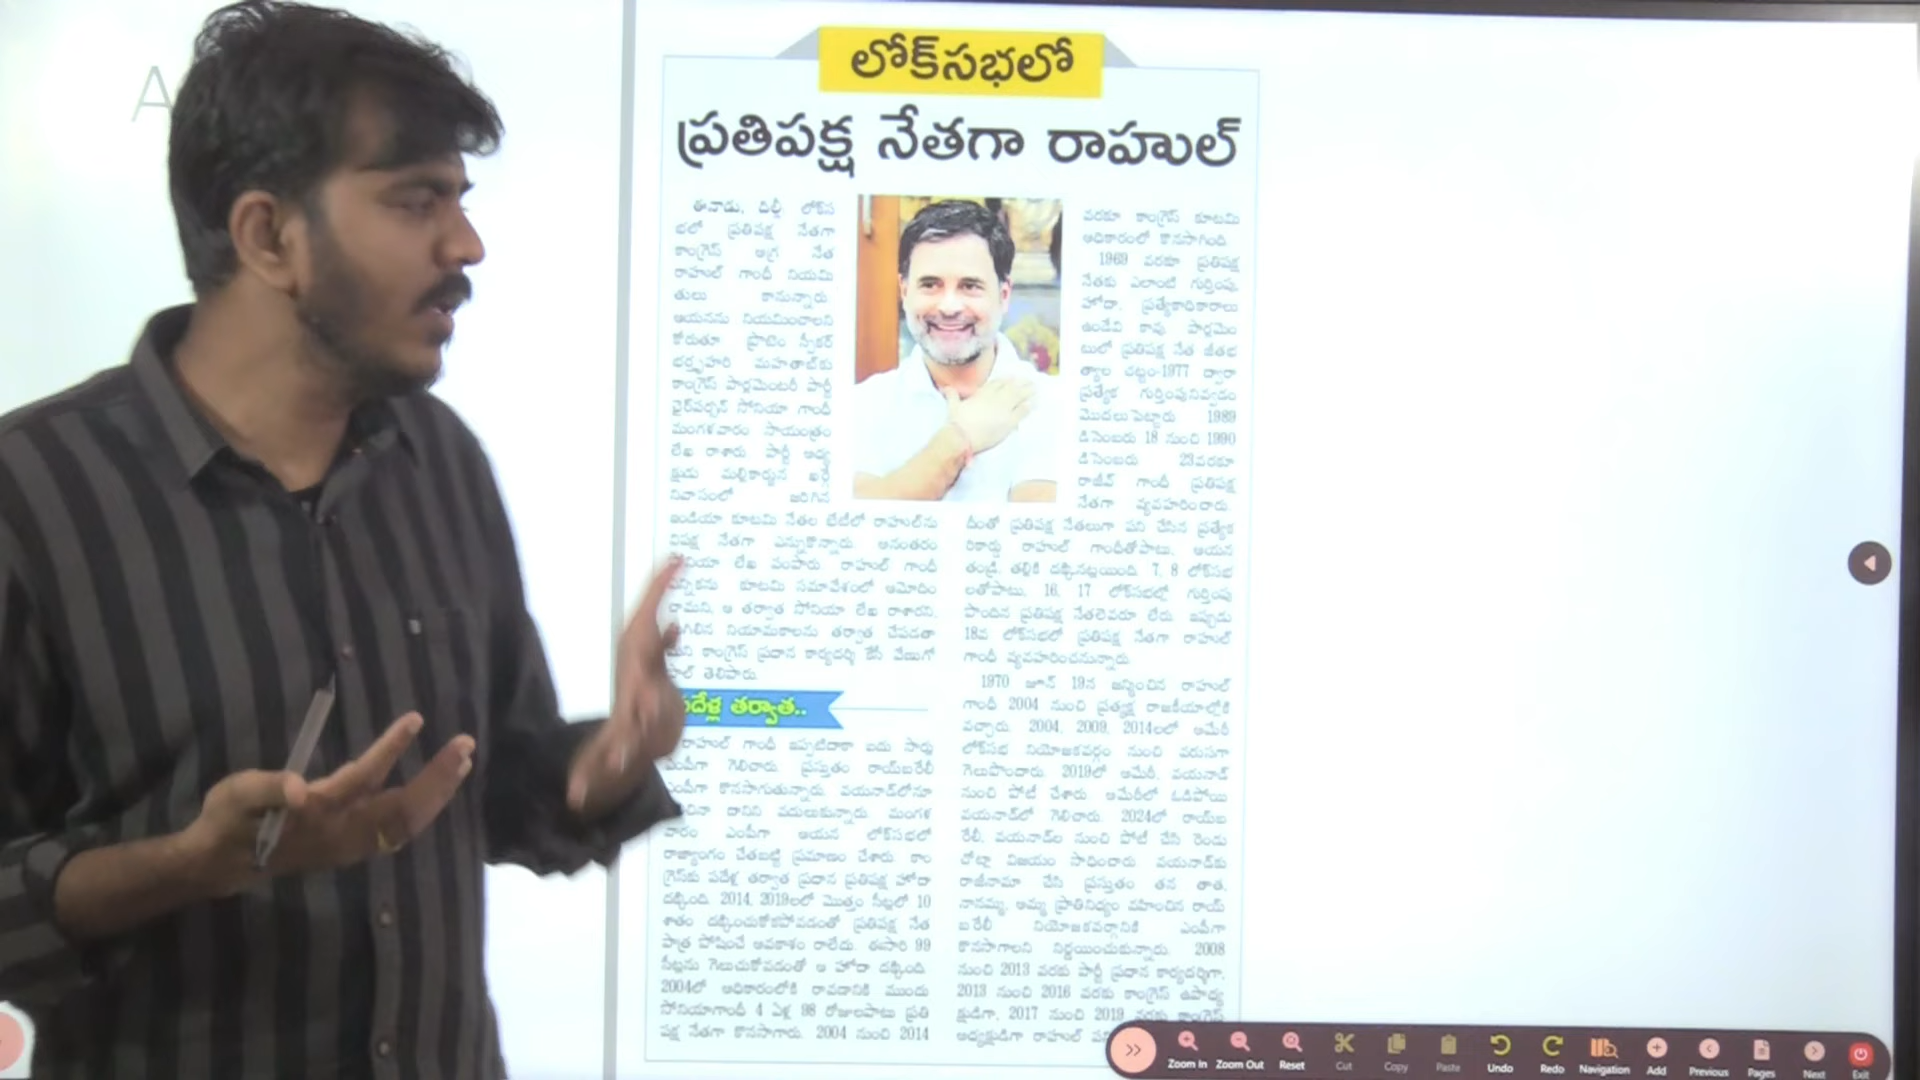 A
లోక్‌సభలో
ప్రతిపక్ష నేతగా రాహుల్
ఈనాడు, దిల్లీ: లోక్‌స
భలో ప్రతిపక్ష నేతగా
కాంగ్రెస్ అగ్ర నేత
రాహుల్ గాంధీ నియమి
తులు కానున్నారు.
ఆయనను నియమించాలని
కోరుతూ ప్రొటెం స్పీకర్
భర్తృహరి మహతాబ్‌కు
కాంగ్రెస్ పార్లమెంటరీ పార్టీ
ఛైర్‌పర్సన్ సోనియా గాంధీ
మంగళవారం సాయంత్రం
లేఖ రాశారు. పార్టీ అధ్య
క్షుడు మల్లికార్జున ఖర్గే
నివాసంలో జరిగిన
ఇండియా కూటమి నేతల భేటీలో రాహుల్‌ను
విపక్ష నేతగా ఎన్నుకొన్నారు. అనంతరం
సోనియా లేఖ పంపారు. రాహుల్ గాంధీ
ఎన్నికను కూటమి సమావేశంలో ఆమోదిం
చామని, ఆ తర్వాత సోనియా లేఖ రాశారని,
మిగిలిన నియామకాలను తర్వాత చేపడతా
మని కాంగ్రెస్ ప్రధాన కార్యదర్శి కేసీ వేణుగో
పాల్ తెలిపారు.
పదేళ్ల తర్వాత..
రాహుల్ గాంధీ ఇప్పటిదాకా ఐదు సార్లు
ఎంపీగా గెలిచారు. ప్రస్తుతం రాయ్‌బరేలీ
ఎంపీగా కొనసాగుతున్నారు. వయనాడ్‌లోనూ
గెలిచినా దానిని వదులుకున్నారు. మంగళ
వారం ఎంపీగా ఆయన లోక్‌సభలో
రాజ్యాంగం చేతబట్టి ప్రమాణం చేశారు. కాం
గ్రెస్‌కు పదేళ్ల తర్వాత ప్రధాన ప్రతిపక్ష హోదా
దక్కింది. 2014, 2019లలో మొత్తం సీట్లలో 10
శాతం దక్కించుకోకపోవడంతో ప్రతిపక్ష నేత
పాత్ర పోషించే అవకాశం రాలేదు. ఈసారి 99
సీట్లను గెలుచుకోవడంతో ఆ హోదా దక్కింది.
2004లో అధికారంలోకి రావడానికి ముందు
సోనియాగాంధీ 4 ఏళ్ల 98 రోజులపాటు ప్రతి
పక్ష నేతగా కొనసాగారు. 2004 నుంచి 2014
వరకూ కాంగ్రెస్ కూటమి
అధికారంలో కొనసాగింది.
1969 వరకూ ప్రతిపక్ష
నేతకు ఎలాంటి గుర్తింపు,
హోదా, ప్రత్యేకాధికారాలు
ఉండేవి కావు. పార్లమెం
టులో ప్రతిపక్ష నేత జీతభ
త్యాల చట్టం-1977 ద్వారా
ప్రత్యేక గుర్తింపునివ్వడం
మొదలుపెట్టారు. 1989
డిసెంబరు 18 నుంచి 1990
డిసెంబరు 23వరకూ
రాజీవ్ గాంధీ ప్రతిపక్ష
నేతగా వ్యవహరించారు.
దీంతో ప్రతిపక్ష నేతలుగా పని చేసిన ప్రత్యేక
రికార్డు రాహుల్ గాంధీతోపాటు, ఆయన
తండ్రి, తల్లికి దక్కినట్లయింది. 7, 8 లోక్‌సభ
లతోపాటు, 16, 17 లోక్‌సభల్లో గుర్తింపు
పొందిన ప్రతిపక్ష నేతలెవరూ లేరు. ఇప్పుడు
18వ లోక్‌సభలో ప్రతిపక్ష నేతగా రాహుల్
గాంధీ వ్యవహరించనున్నారు.
1970 జూన్ 19న జన్మించిన రాహుల్
గాంధీ 2004 నుంచి ప్రత్యక్ష రాజకీయాల్లోకి
వచ్చారు. 2004, 2009, 2014లలో అమేఠీ
లోక్‌సభ నియోజకవర్గం నుంచి వరుసగా
గెలుపొందారు. 2019లో అమేఠీ, వయనాడ్
నుంచి పోటీ చేశారు. అమేఠీలో ఓడిపోయి
వయనాడ్‌లో గెలిచారు. 2024లో రాయ్‌బ
రేలీ, వయనాడ్‌ల నుంచి పోటీ చేసి రెండు
చోట్లా విజయం సాధించారు. వయనాడ్‌కు
రాజీనామా చేసి ప్రస్తుతం తన తాత,
నానమ్మ, అమ్మ ప్రాతినిధ్యం వహించిన రాయ్
బరేలీ నియోజకవర్గానికి ఎంపీగా
కొనసాగాలని నిర్ణయించుకున్నారు. 2008
నుంచి 2013 వరకు పార్టీ ప్రధాన కార్యదర్శిగా,
2013 నుంచి 2016 వరకు కాంగ్రెస్ ఉపాధ్య
క్షుడిగా, 2017 నుంచి 2019 వరకు కాంగ్రెస్
అధ్యక్షుడిగా రాహుల్
Zoom In Zoom Out Reset Cut Copy Paste Undo Redo Navigation Add Previous Pages Next Exit